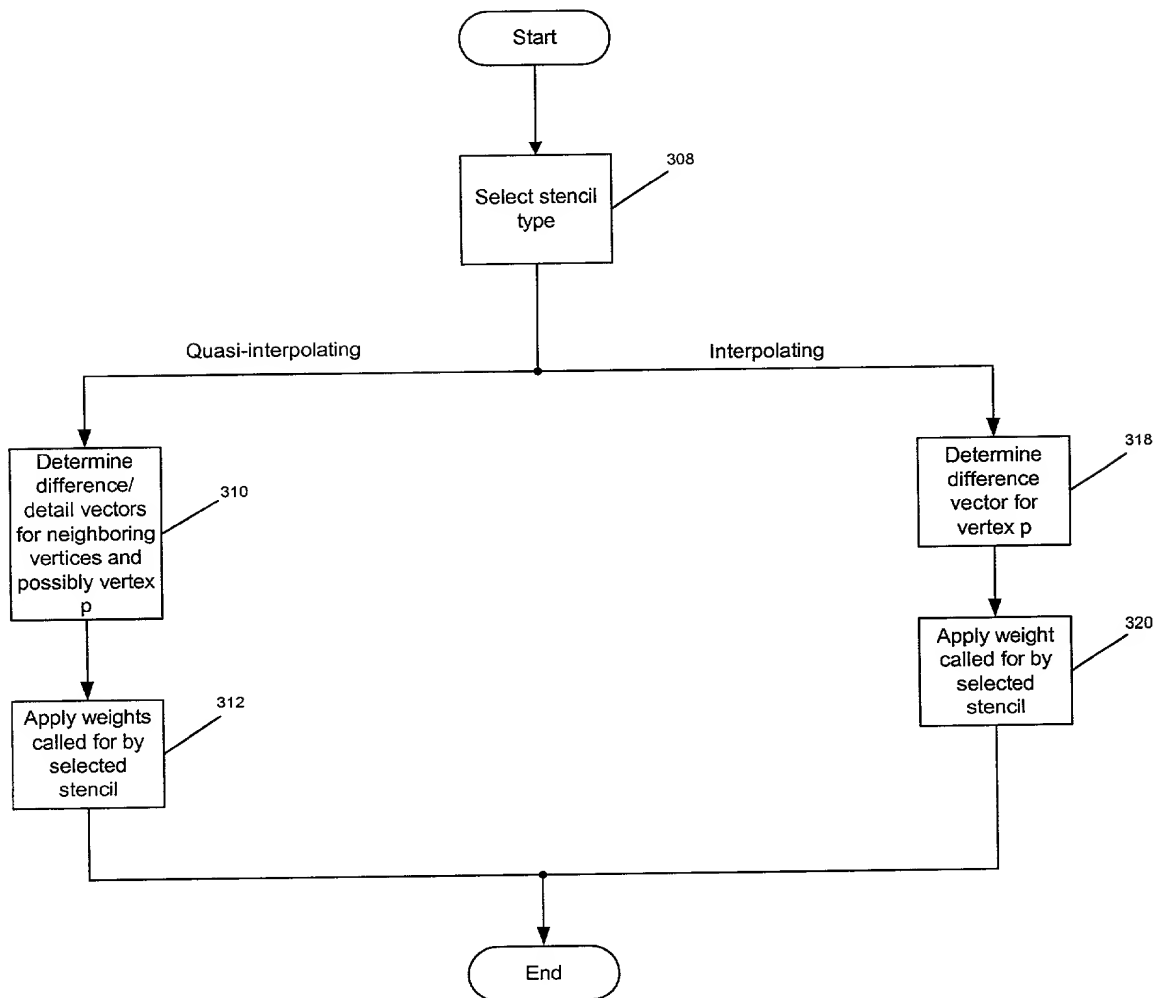 Start
308
Select stencil
type
Quasi-interpolating
Interpolating
Determine
difference/
detail vectors
for neighboring
vertices and
possibly vertex
p
310
Determine
difference
vector for
vertex p
318
Apply weights
called for by
selected
stencil
312
Apply weight
called for by
selected
stencil
320
End